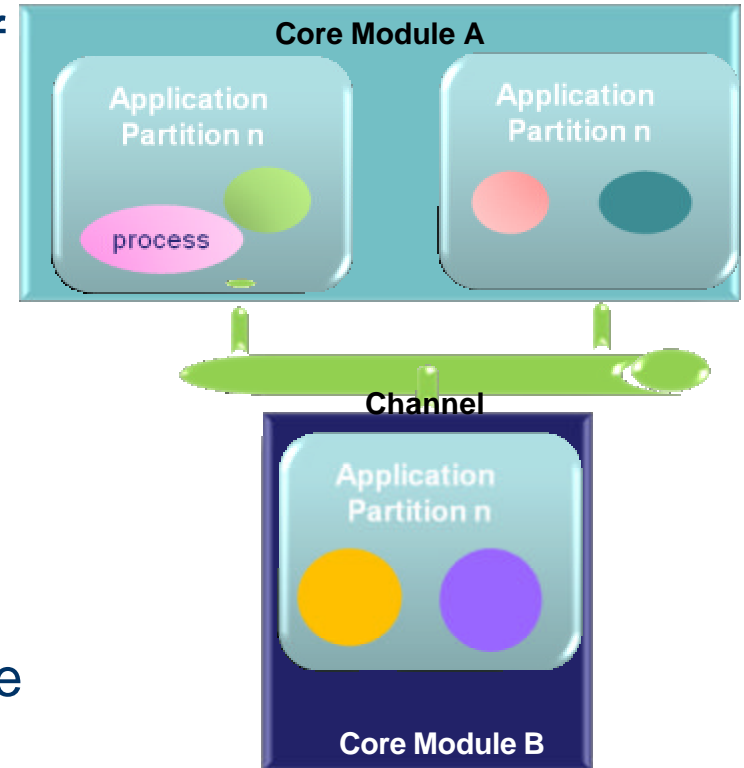 Core Module A
Application
Partition n
process
Application
Partition n
Channel
Application
Partition n
e
Core Module B